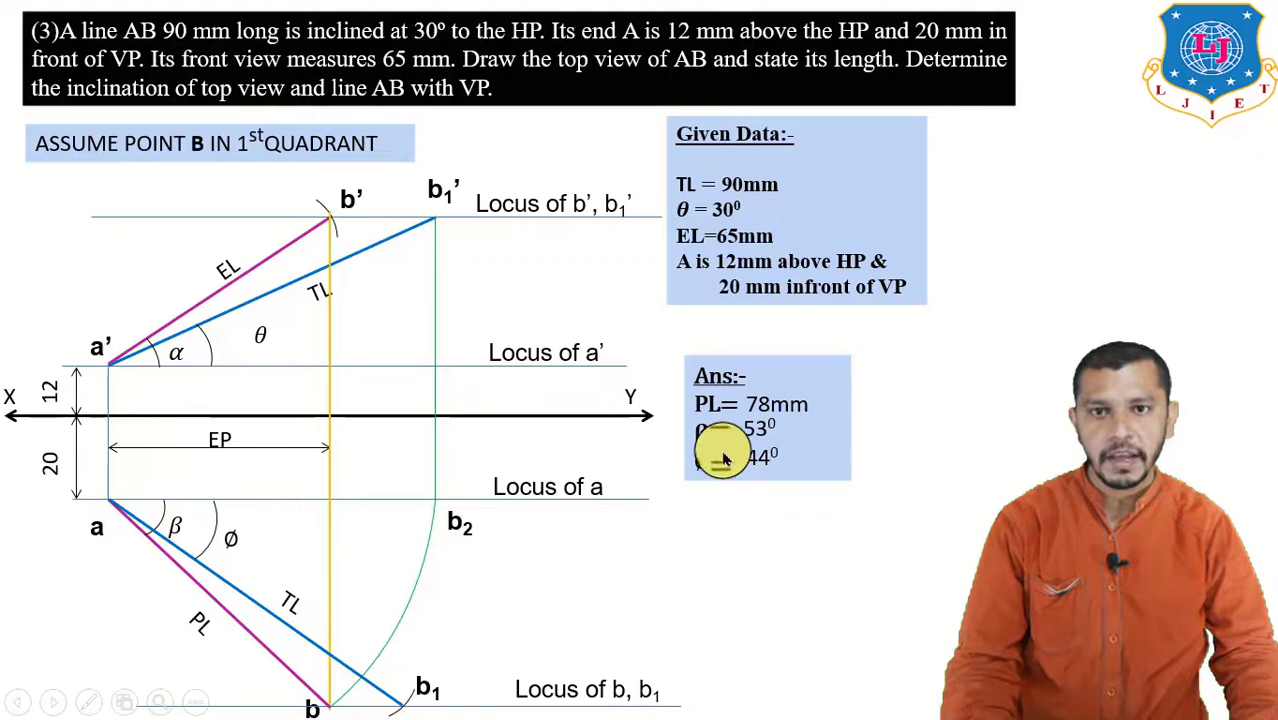 (3)A line AB 90 mm long is inclined at 30º to the HP. Its end A is 12 mm above the HP and 20 mm in
front of VP. Its front view measures 65 mm. Draw the top view of AB and state its length. Determine
the inclination of top view and line AB with VP.
LJ
L J I E T
ASSUME POINT B IN 1st QUADRANT
Given Data:-
TL = 90mm
θ = 30⁰
EL=65mm
A is 12mm above HP &
20 mm infront of VP
b’
b₁’
Locus of b’, b₁’
EL
TL
θ
α
a’
Locus of a’
12
X
Y
EP
20
Locus of a
a
β
ø
b₂
TL
PL
b₁
b
Locus of b, b₁
Ans:-
PL= 78mm
= 53⁰
= 44⁰